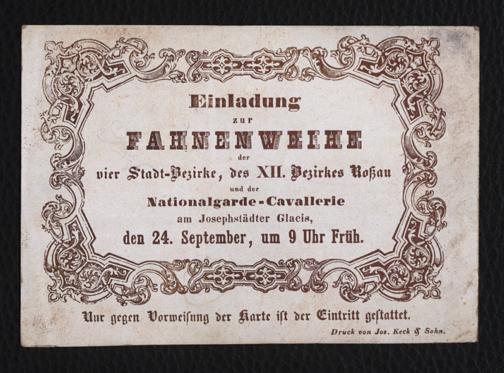 Einladung
zur
FAHNENWEIHE
der
vier Stadt-Bezirke, des XII. Bezirkes Roßau
und der
Nationalgarde-Cavallerie
am Josephstädter Glacis,
den 24. September, um 9 Uhr Früh.
Nur gegen Vorweisung der Karte ist der Eintritt gestattet.
Druck von Jos. Keck & Sohn.